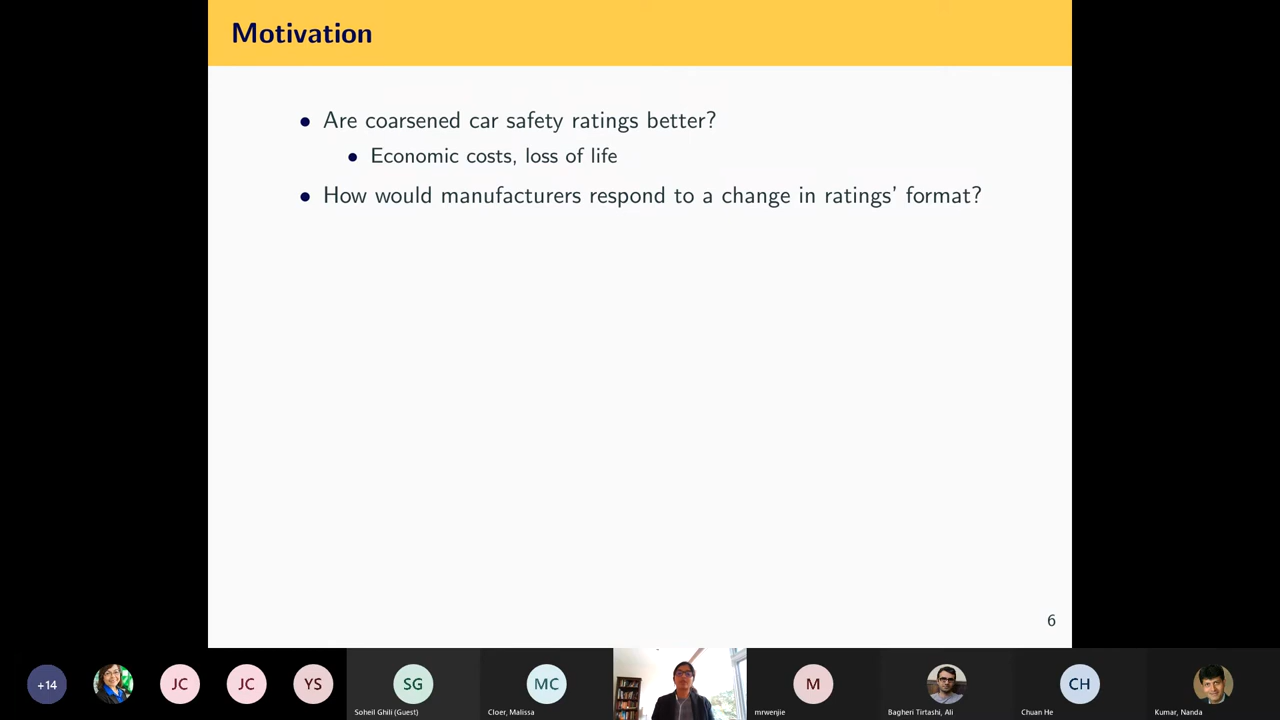 Motivation
Are coarsened car safety ratings better?
Economic costs, loss of life
How would manufacturers respond to a change in ratings’ format?
6
+14
JC
JC
YS
SG
Soheil Ghili (Guest)
MC
Cloer, Malissa
M
mrwenjie
Bagheri Tirtashi, Ali
CH
Chuan He
Kumar, Nanda